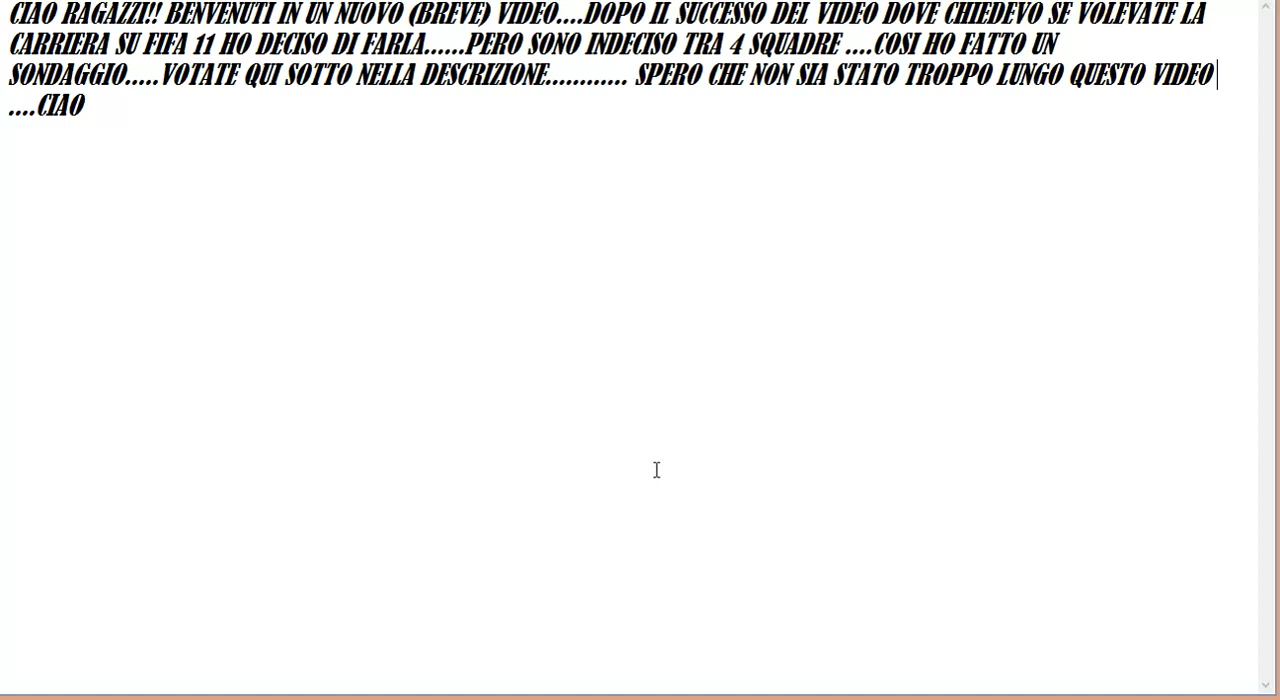 CIAO RAGAZZI!! BENVENUTI IN UN NUOVO (BREVE) VIDEO....DOPO IL SUCCESSO DEL VIDEO DOVE CHIEDEVO SE VOLEVATE LA
CARRIERA SU FIFA 11 HO DECISO DI FARLA......PERO SONO INDECISO TRA 4 SQUADRE ....COSI HO FATTO UN
SONDAGGIO.....VOTATE QUI SOTTO NELLA DESCRIZIONE............ SPERO CHE NON SIA STATO TROPPO LUNGO QUESTO VIDEO
....CIAO